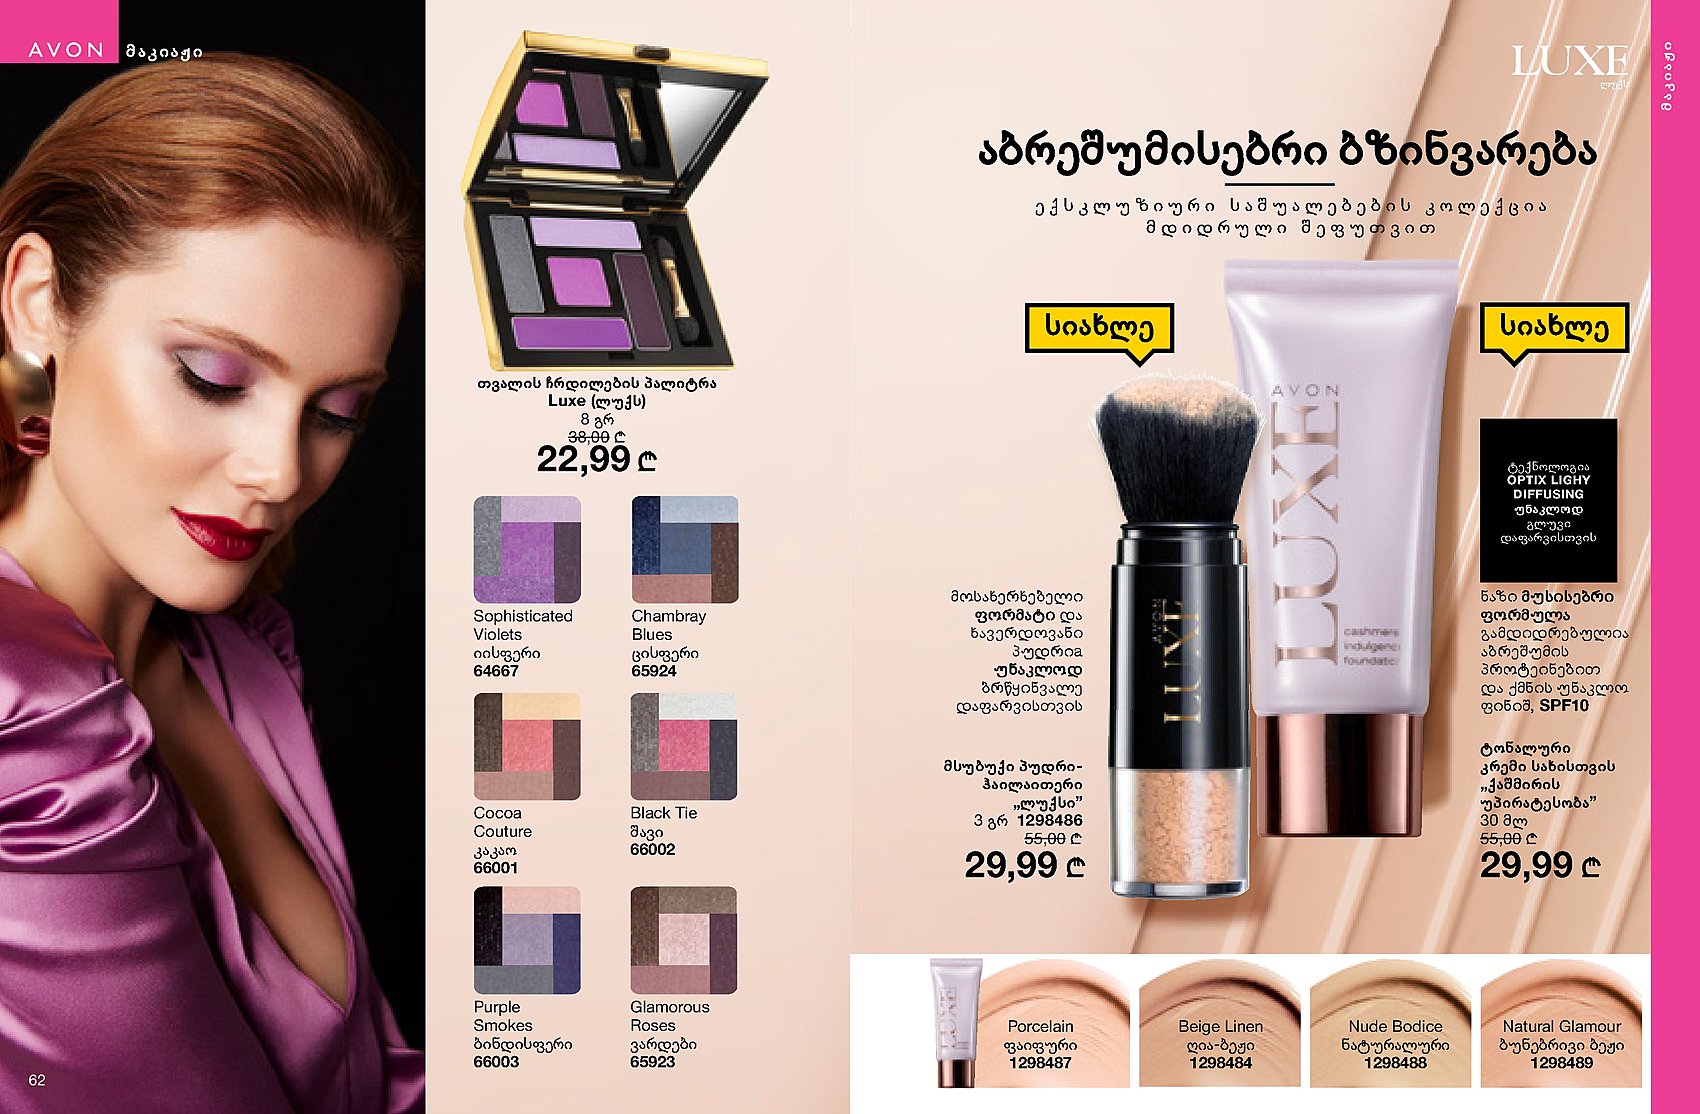 AVON მაკიაჟი
თვალის ჩრდილების პალიტრა
Luxe (ლუქს)
8 გრ
38,00 ₾
22,99 ₾
Sophisticated
Violets
იისფერი
64667
Chambray
Blues
ცისფერი
65924
Cocoa
Couture
კაკაო
66001
Black Tie
შავი
66002
Purple
Smokes
ბინდისფერი
66003
Glamorous
Roses
ვარდები
65923
62
LUXE
ლუქს
მაკიაჟი
აბრეშუმისებრი ბზინვარება
ექსკლუზიური საშუალებების კოლექცია
მდიდრული შეფუთვით
სიახლე
სიახლე
AVON
LUXE
cashmere
indulgence
foundation
AVON
LUXE
ტექნოლოგია
OPTIX LIGHY
DIFFUSING
უნაკლოდ
გლუვი
დაფარვისთვის
მოსახერხებელი
ფორმატი და
ხავერდოვანი
პუდრია
უნაკლოდ
ბრწყინვალე
დაფარვისთვის
მსუბუქი პუდრი-
ჰაილაითერი
„ლუქსი”
3 გრ 1298486
55,00 ₾
29,99 ₾
ნაზი მუსისებრი
ფორმულა
გამდიდრებულია
აბრეშუმის
პროტეინებით
და ქმნის უნაკლო
ფინიშ, SPF10
ტონალური
კრემი სახისთვის
„ქაშმირის
უპირატესობა”
30 მლ
55,00 ₾
29,99 ₾
LUXE
Porcelain
ფაიფური
1298487
Beige Linen
ღია-ბეჟი
1298484
Nude Bodice
ნატურალური
1298488
Natural Glamour
ბუნებრივი ბეჟი
1298489